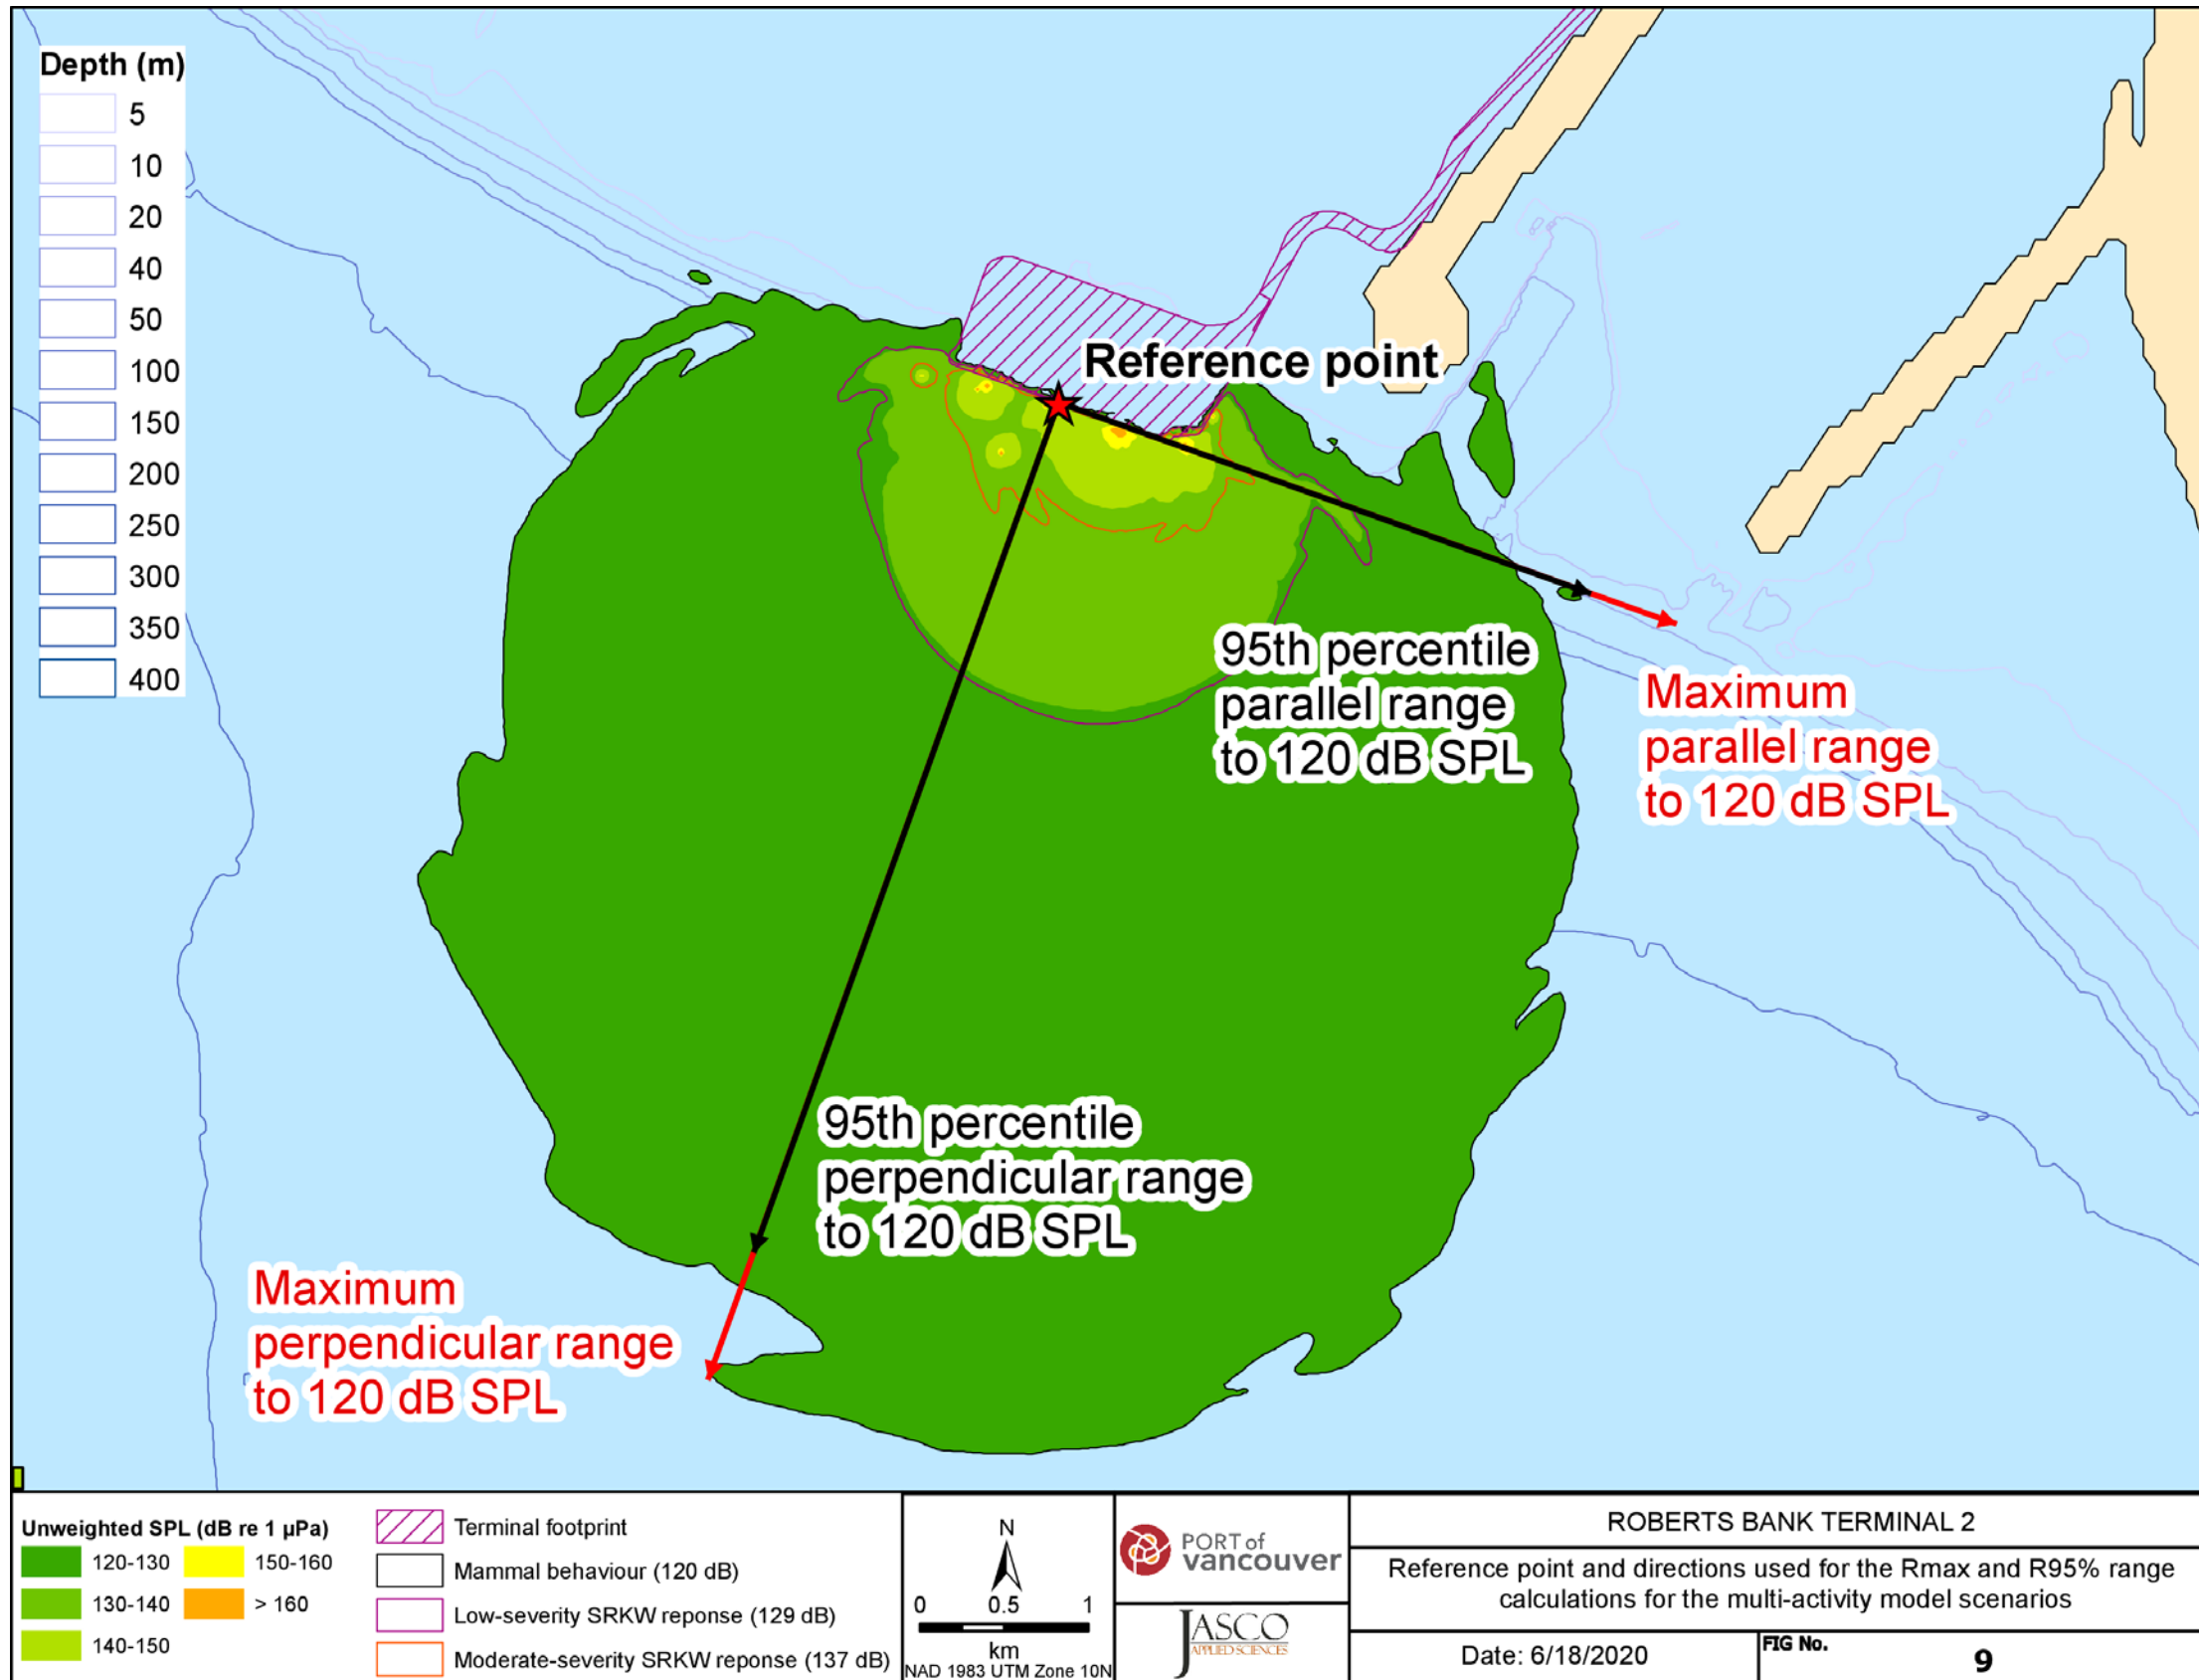 Depth (m)
5
10
20
40
50
100
150
200
250
300
350
400
Reference point
95th percentile
parallel range
to 120 dB SPL
Maximum
parallel range
to 120 dB SPL
95th percentile
perpendicular range
to 120 dB SPL
Maximum
perpendicular range
to 120 dB SPL
Unweighted SPL (dB re 1 µPa)
120-130
130-140
140-150
150-160
> 160
Terminal footprint
Mammal behaviour (120 dB)
Low-severity SRKW reponse (129 dB)
Moderate-severity SRKW reponse (137 dB)
N
0 0.5 1
km
NAD 1983 UTM Zone 10N
PORT of
vancouver
JASCO
APPLIED SCIENCES
ROBERTS BANK TERMINAL 2
Reference point and directions used for the Rmax and R95% range
calculations for the multi-activity model scenarios
Date: 6/18/2020
FIG No.
9